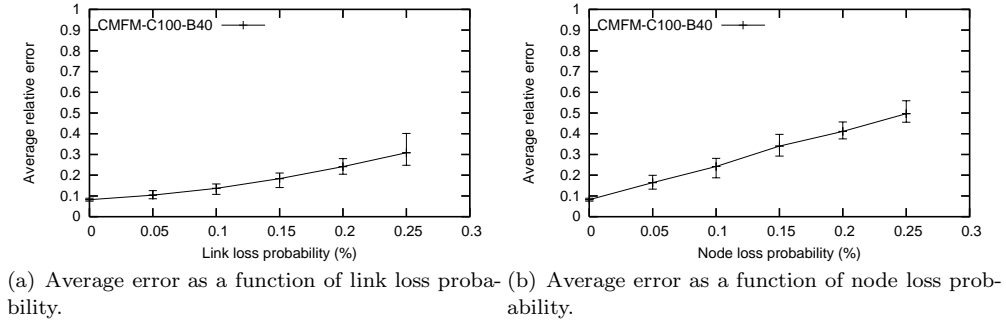 1
0.9
0.8
0.7
0.6
0.5
0.4
0.3
0.2
0.1
0
CMFM-C100-B40
Average relative error
0 0.05 0.1 0.15 0.2 0.25 0.3
Link loss probability (%)
(a) Average error as a function of link loss proba-
bility.
1
0.9
0.8
0.7
0.6
0.5
0.4
0.3
0.2
0.1
0
CMFM-C100-B40
Average relative error
0 0.05 0.1 0.15 0.2 0.25 0.3
Node loss probability (%)
(b) Average error as a function of node loss prob-
ability.